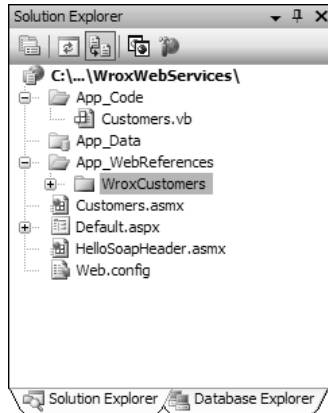 Solution Explorer
C:\...\WroxWebServices\
App_Code
Customers.vb
App_Data
App_WebReferences
WroxCustomers
Customers.asmx
Default.aspx
HelloSoapHeader.asmx
Web.config
Solution Explorer Database Explorer